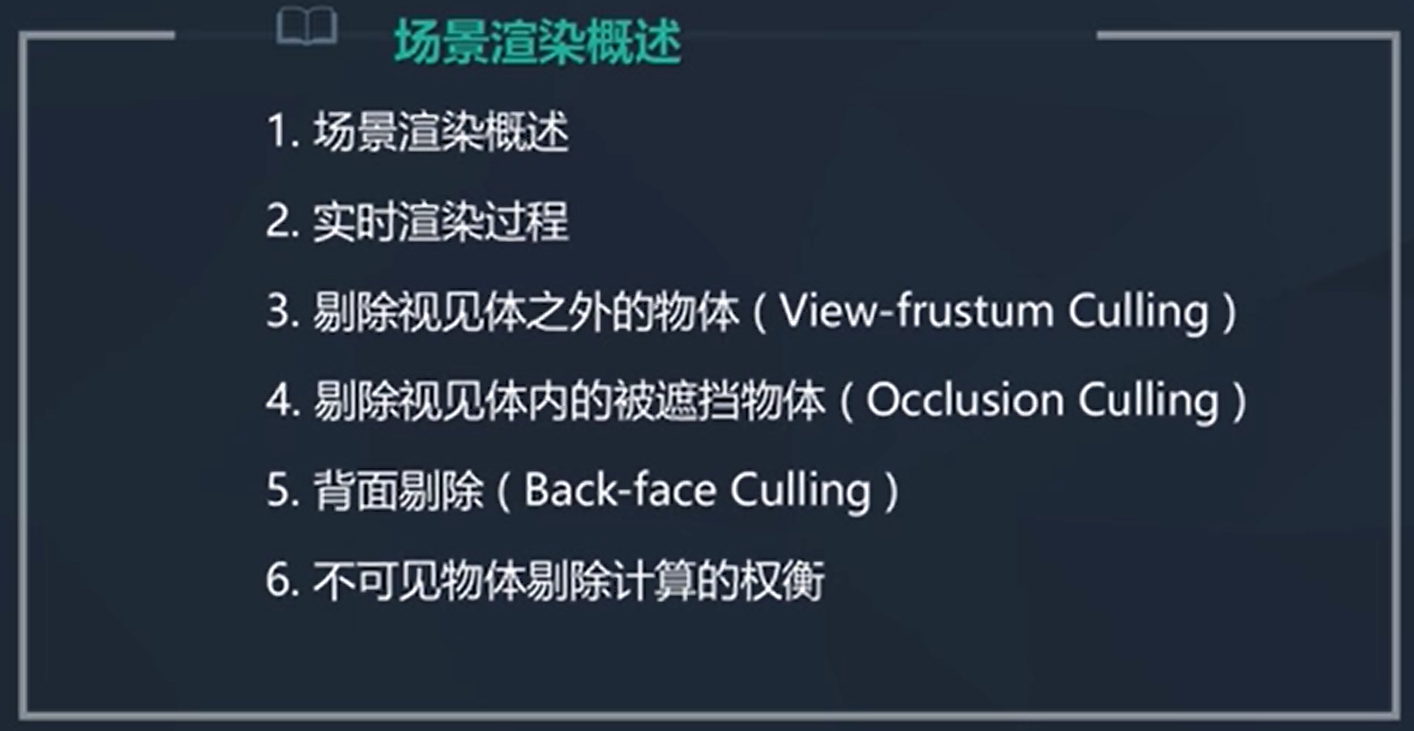 场景渲染概述
1. 场景渲染概述
2. 实时渲染过程
3. 剔除视见体之外的物体 ( View-frustum Culling )
4. 剔除视见体内的被遮挡物体 ( Occlusion Culling )
5. 背面剔除 ( Back-face Culling )
6. 不可见物体剔除计算的权衡